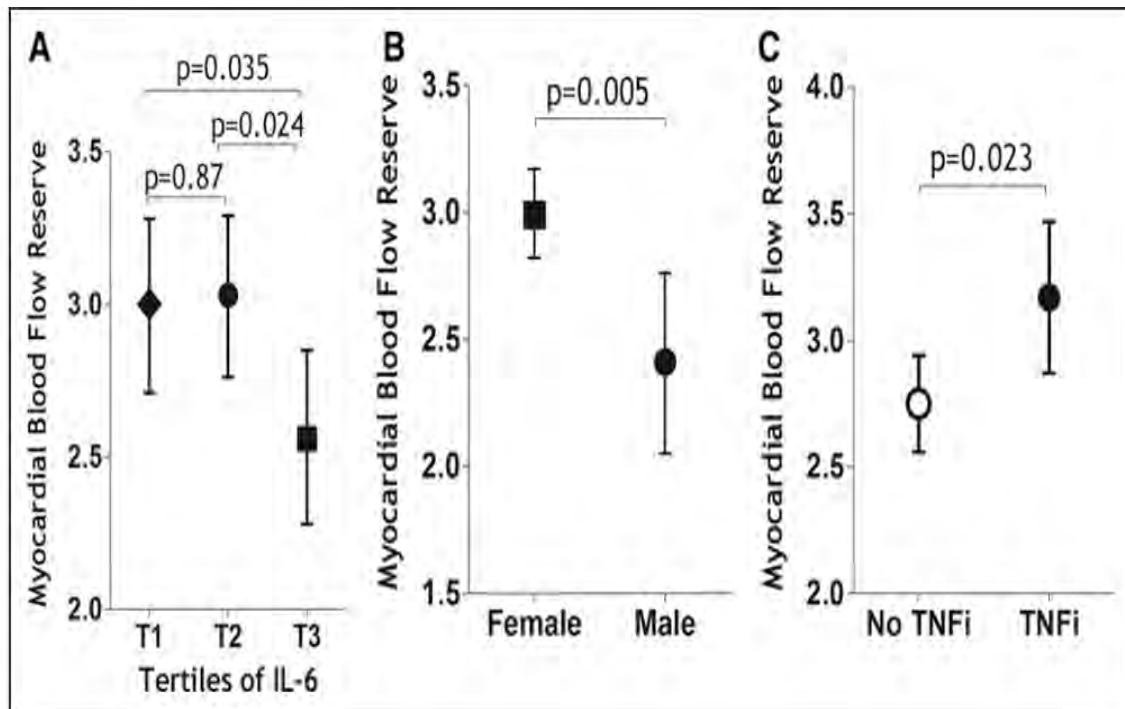 A
p=0.035
p=0.024
p=0.87
Myocardial Blood Flow Reserve
3.5
3.0
2.5
2.0
T1 T2 T3
Tertiles of IL-6
B
p=0.005
Myocardial Blood Flow Reserve
3.5
3.0
2.5
2.0
1.5
Female Male
C
p=0.023
Myocardial Blood Flow Reserve
4.0
3.5
3.0
2.5
2.0
No TNFi TNFi